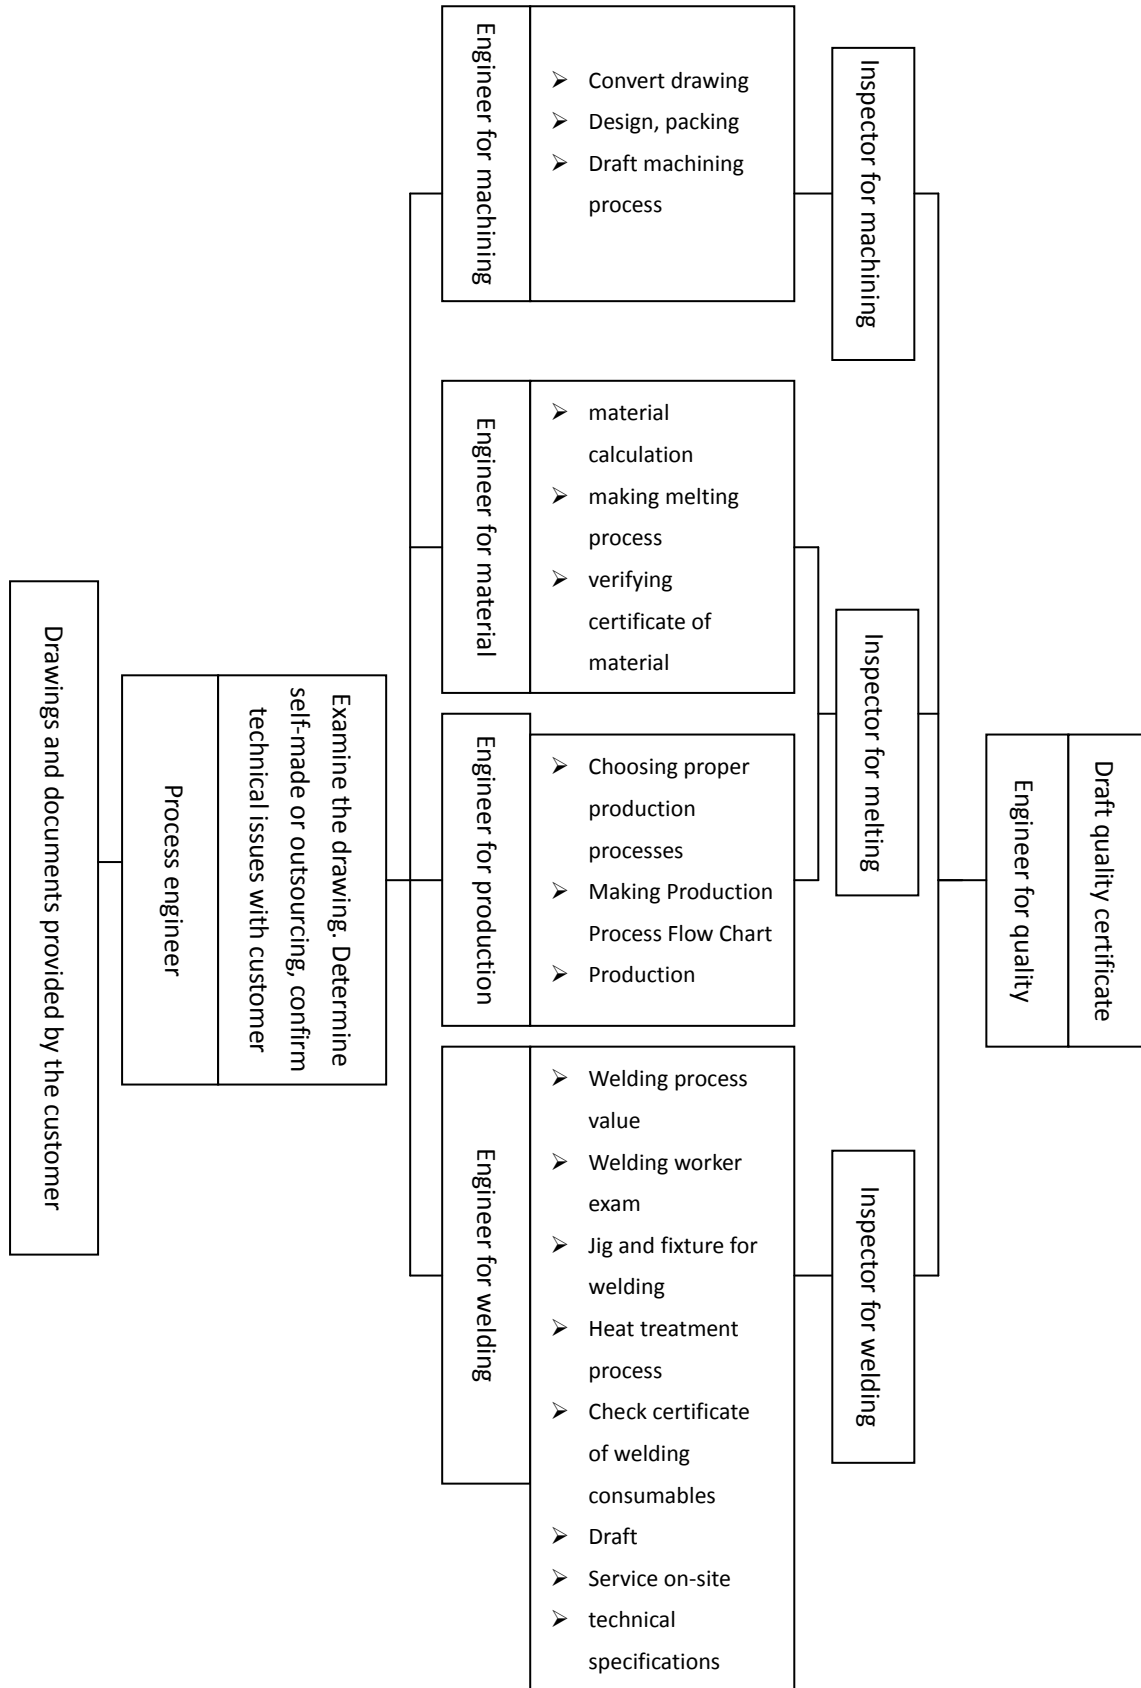 Drawings and documents provided by the customer
Process engineer
Examine the drawing. Determine
self-made or outsourcing, confirm
technical issues with customer
Engineer for machining
Convert drawing
Design, packing
Draft machining
process
Inspector for machining
Engineer for material
material
calculation
making melting
process
verifying
certificate of
material
Engineer for production
Choosing proper
production
processes
Making Production
Process Flow Chart
Production
Inspector for melting
Engineer for welding
Welding process
value
Welding worker
exam
Jig and fixture for
welding
Heat treatment
process
Check certificate
of welding
consumables
Draft
Service on-site
technical
specifications
Inspector for welding
Engineer for quality
Draft quality certificate